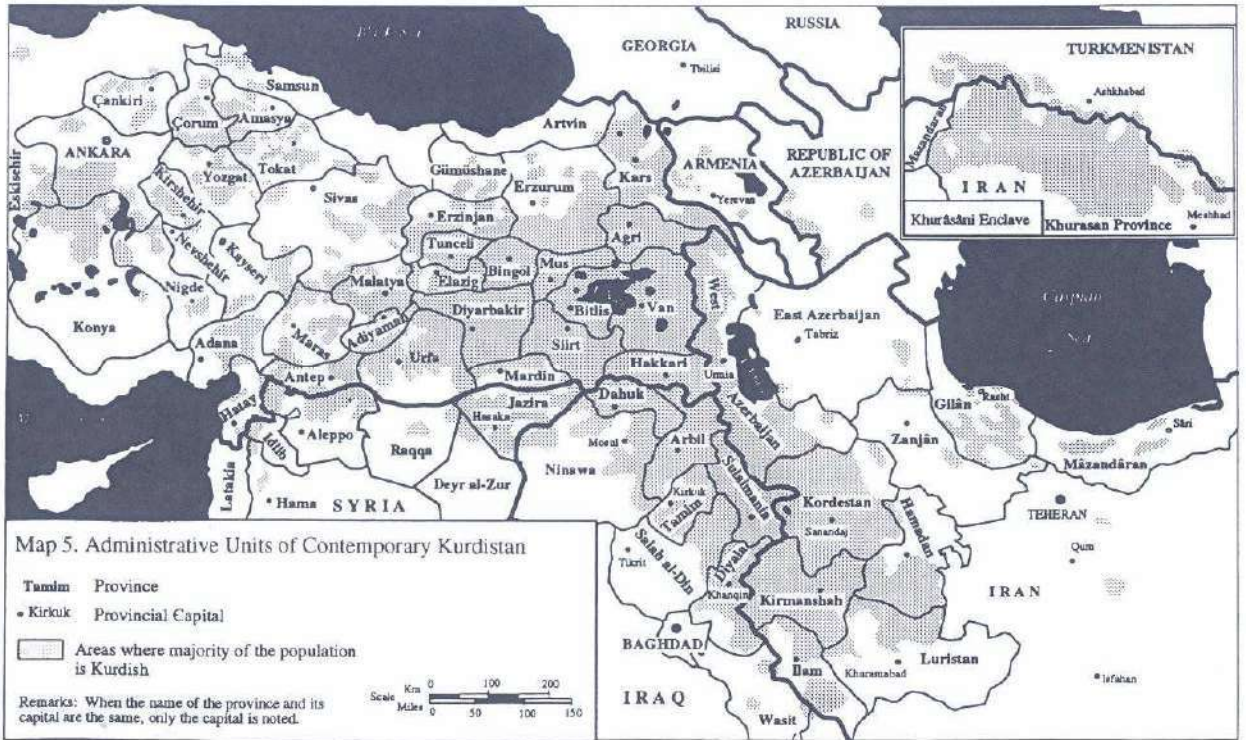 RUSSIA
GEORGIA
Tbilisi
TURKMENISTAN
Ashkhabad
Mazandaran
IRAN
Khurâsâni Enclave
Khurasan Province
Meshhad
Samsun
Çankiri
Çorum
Amasya
Artvin
ANKARA
Tokat
Gümüshane
Kars
ARMENIA
REPUBLIC OF
AZERBAIJAN
Eskisehir
Yozgat
Erzurum
Yerevan
Kirshehir
Sivas
Erzinjan
Agri
Nevshehir
Kayseri
Tunceli
Bingol
Mus
Elazig
Van
West
Malatya
Bitlis
Nigde
Konya
Diyarbakir
East Azerbaijan
Tabriz
Caspian
Sea
Adana
Maras
Adiyaman
Urfa
Siirt
Hakkari
Urmia
Antep
Mardin
Dahuk
Azerbaijan
Gilân
Rasht
Hatay
Jazira
Hasaka
Sâri
Idlib
Aleppo
Raqqa
Mosul
Arbil
Zanjân
Mâzandâran
Latakia
Ninawa
Sulaimania
Hama
SYRIA
Deyr al-Zur
Kirkuk
Tamim
Kordestan
Sanandaj
Hamadan
TEHERAN
Salah al-Din
Qum
Tikrit
Diyala
Khanqin
Kirmanshah
IRAN
BAGHDAD
Luristan
Ilam
Khuramabad
Isfahan
IRAQ
Wasit
Map 5. Administrative Units of Contemporary Kurdistan
Tamim Province
• Kirkuk Provincial Capital
Areas where majority of the population
is Kurdish
Remarks: When the name of the province and its
capital are the same, only the capital is noted.
Scale
Km 0 100 200
Miles 0 50 100 150